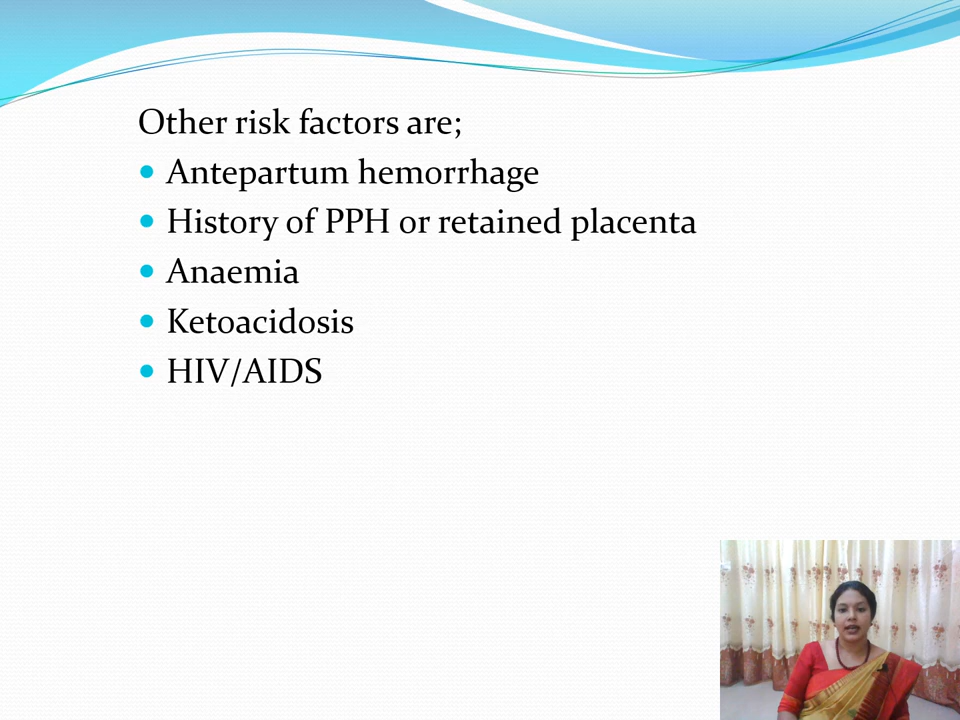 Other risk factors are;
Antepartum hemorrhage
History of PPH or retained placenta
Anaemia
Ketoacidosis
HIV/AIDS